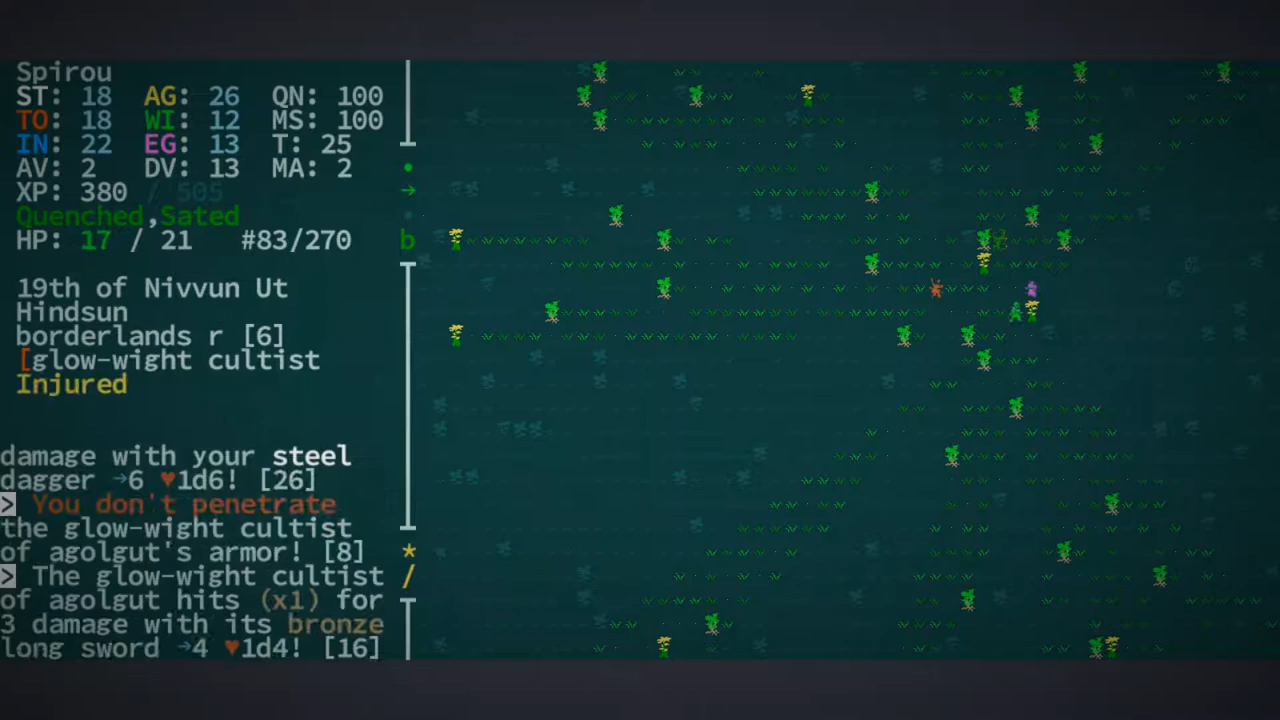 Spirou
ST: 18 AG: 26 QN: 100
TO: 18 WI: 12 MS: 100
IN: 22 EG: 13 T: 25
AV: 2 DV: 13 MA: 2
XP: 380 / 505
Quenched,Sated
HP: 17 / 21 #83/270 b
19th of Nivvun Ut
Hindsun
borderlands r [6]
[glow-wight cultist
Injured
damage with your steel
dagger →6 ♥1d6! [26]
> You don't penetrate
the glow-wight cultist
of agolgut's armor! [8]
> The glow-wight cultist
of agolgut hits (x1) for
3 damage with its bronze
long sword →4 ♥1d4! [16]